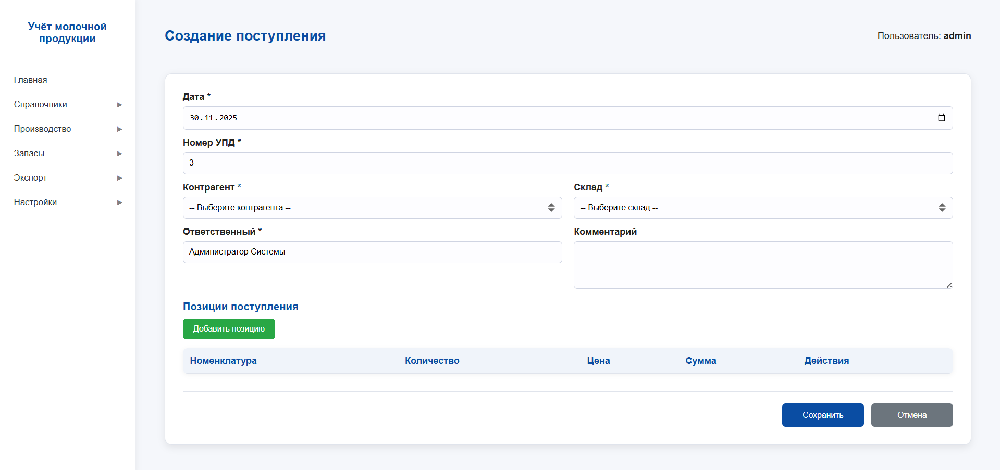 Учёт молочной
продукции
Главная
Справочники
Производство
Запасы
Экспорт
Настройки
Создание поступления
Пользователь: admin
Дата *
30.11.2025
Номер УПД *
3
Контрагент *
Склад *
-- Выберите контрагента --
-- Выберите склад --
Ответственный *
Комментарий
Администратор Системы
Позиции поступления
Добавить позицию
Номенклатура Количество Цена Сумма Действия
Сохранить
Отмена